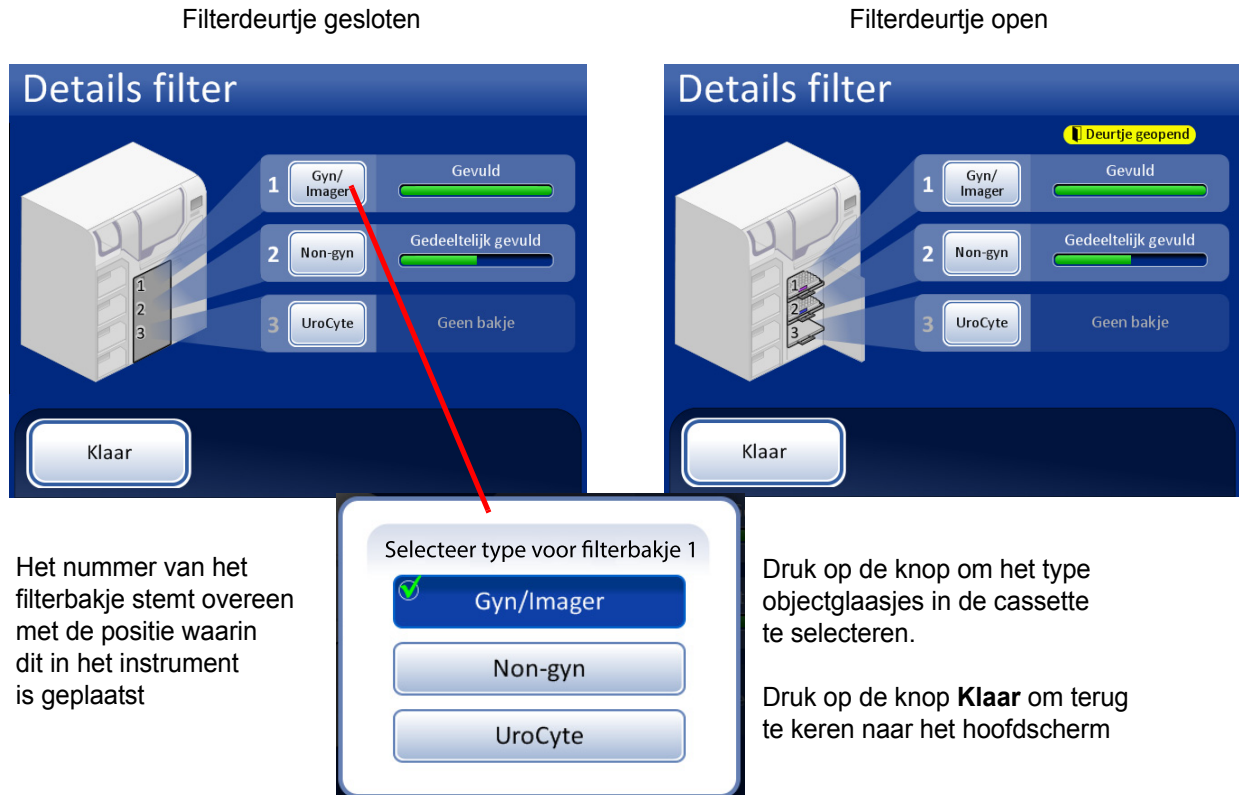 Filterdeurtje gesloten
Filterdeurtje open
Details filter
1
Gyn/
Imager
Gevuld
2
Non-gyn
Gedeeltelijk gevuld
3
UroCyte
Geen bakje
1
2
3
Klaar
Details filter
Deurtje geopend
1
Gyn/
Imager
Gevuld
2
Non-gyn
Gedeeltelijk gevuld
3
UroCyte
Geen bakje
1
2
3
Klaar
Het nummer van het
filterbakje stemt overeen
met de positie waarin
dit in het instrument
is geplaatst
Selecteer type voor filterbakje 1
Gyn/Imager
Non-gyn
UroCyte
Druk op de knop om het type
objectglaasjes in de cassette
te selecteren.
Druk op de knop Klaar om terug
te keren naar het hoofdscherm